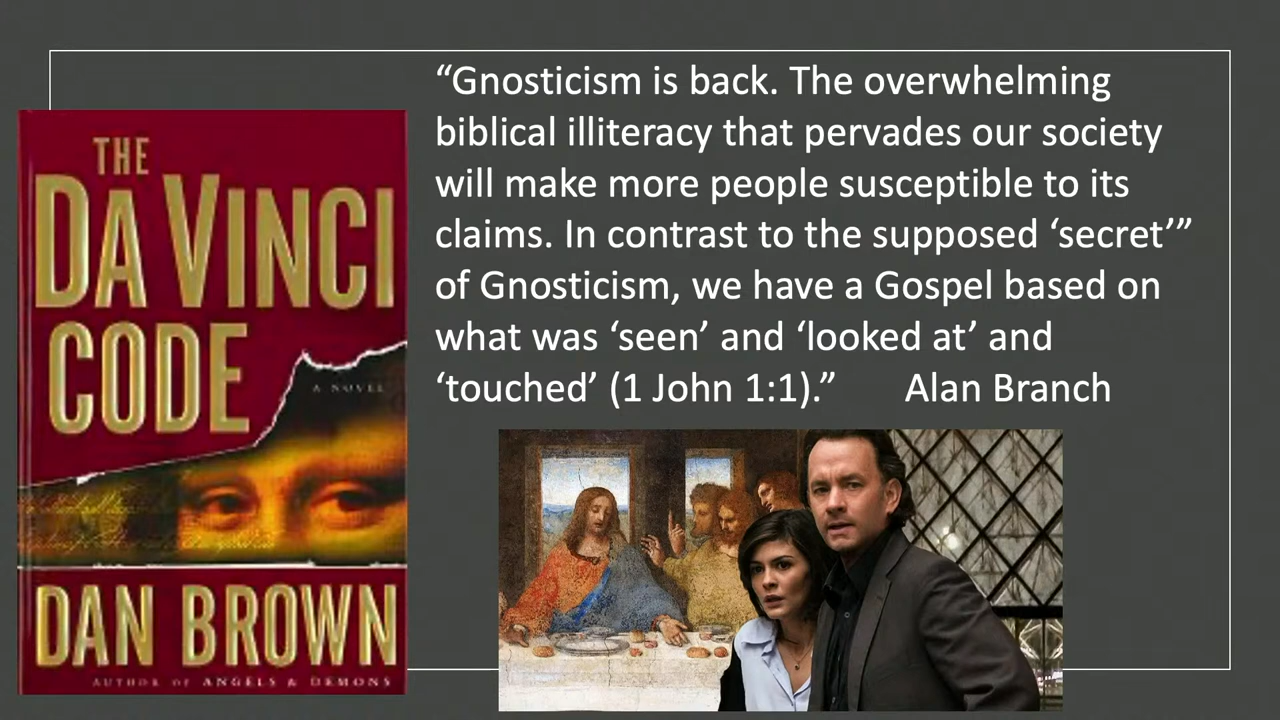 THE
DA VINCI
CODE
A NOVEL
DAN BROWN
AUTHOR OF ANGELS & DEMONS
“Gnosticism is back. The overwhelming
biblical illiteracy that pervades our society
will make more people susceptible to its
claims. In contrast to the supposed ‘secret’”
of Gnosticism, we have a Gospel based on
what was ‘seen’ and ‘looked at’ and
‘touched’ (1 John 1:1).” Alan Branch